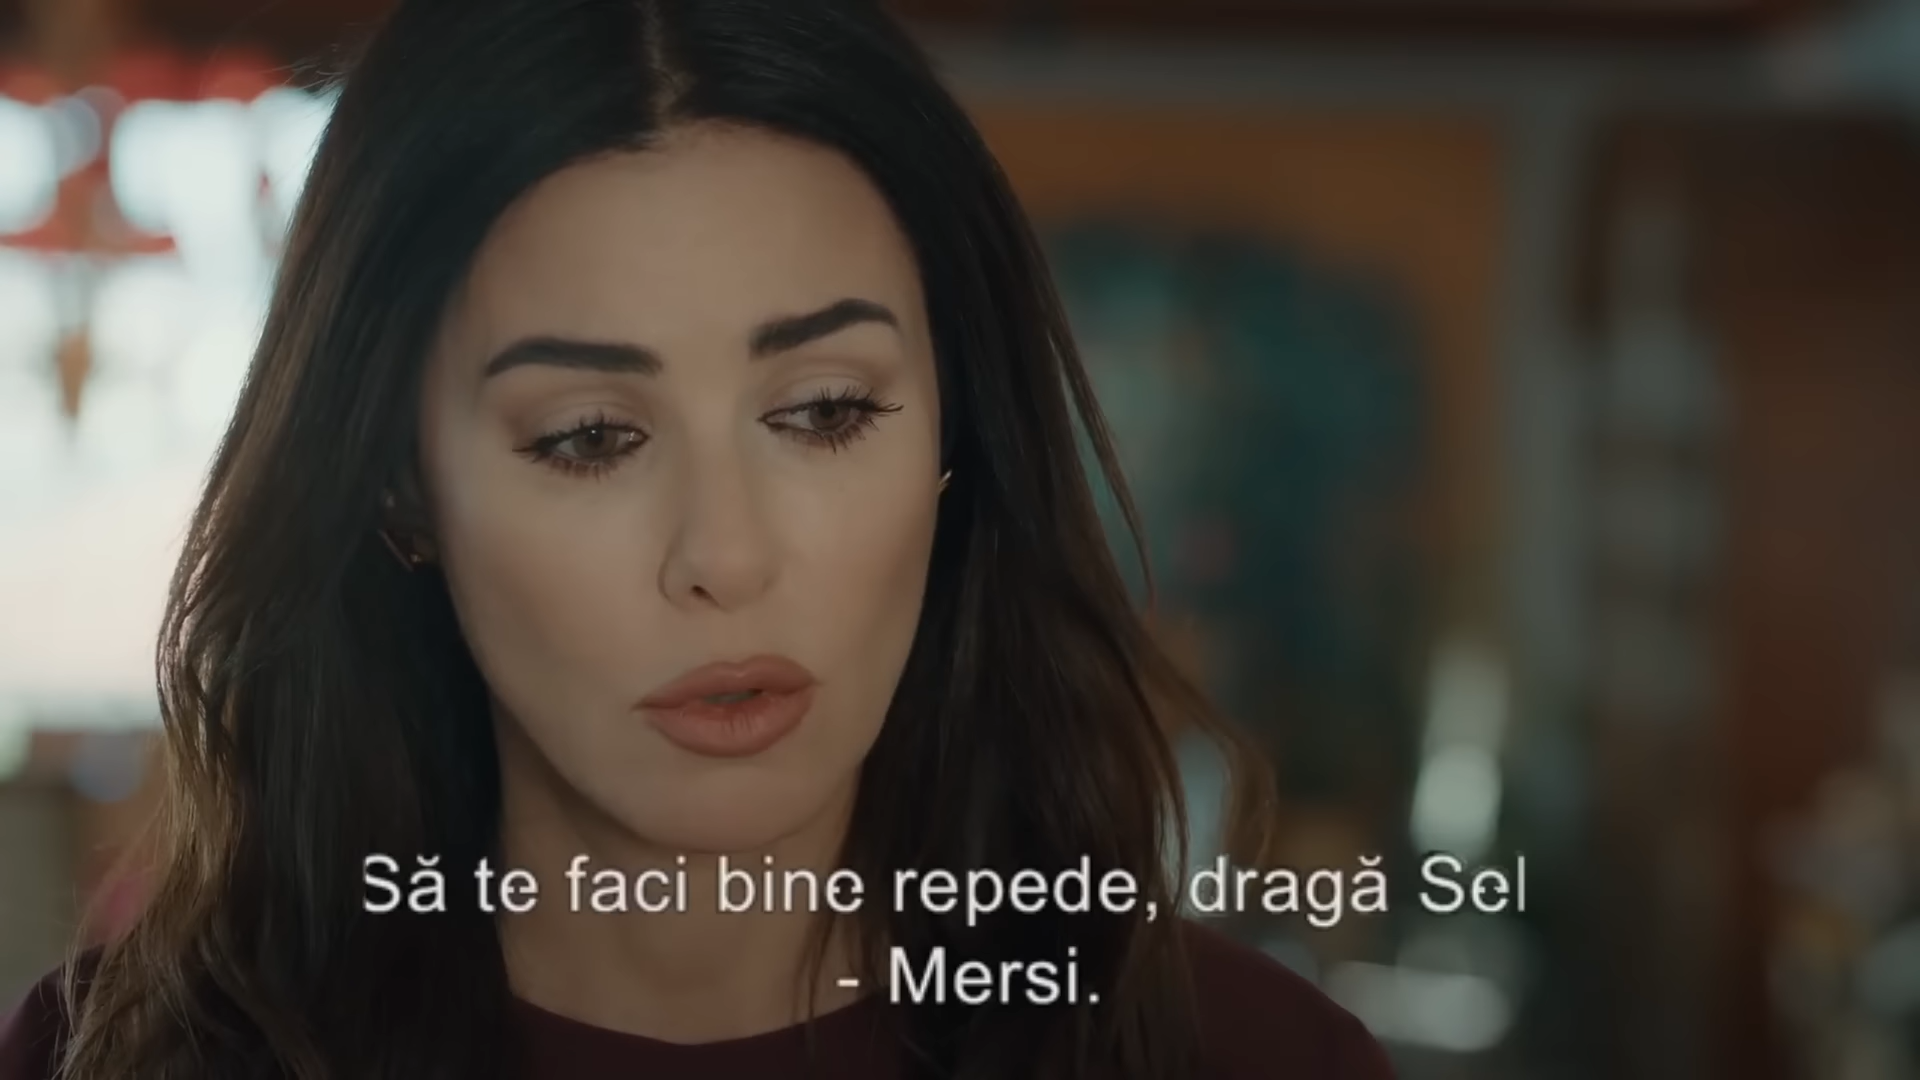 Să te faci bine repede, dragă Sel
- Mersi.